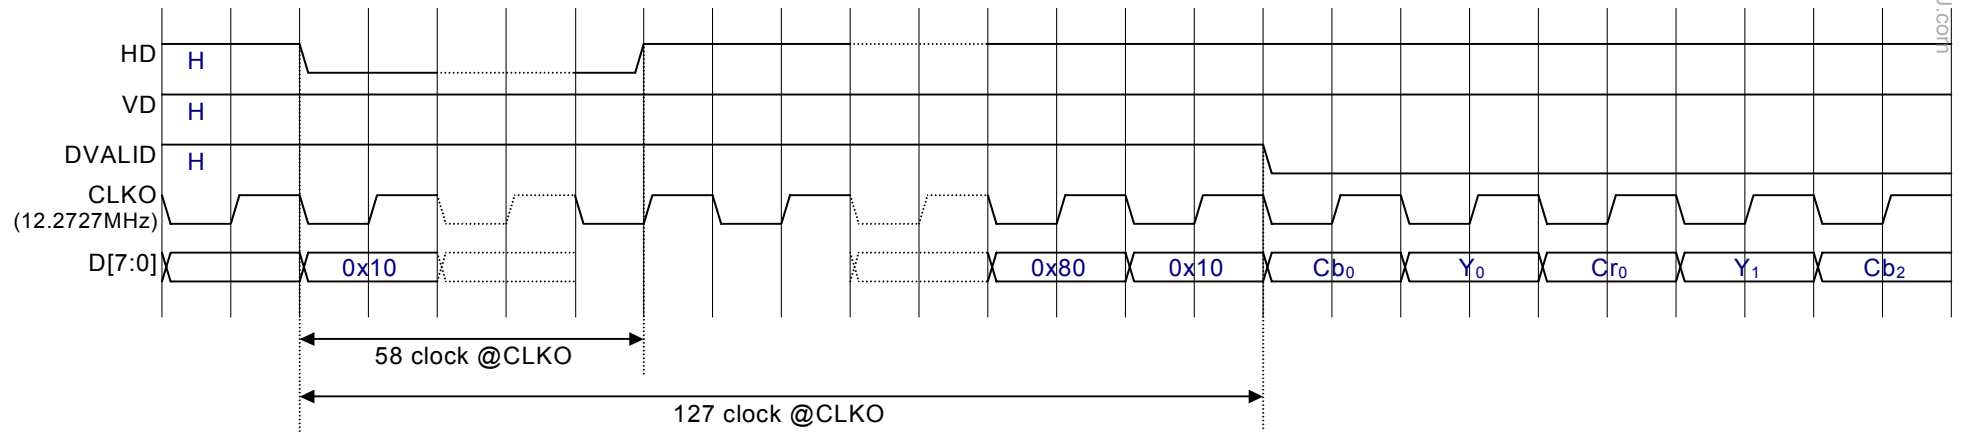 J.com
HD H
VD H
DVALID H
CLKO
(12.2727MHz)
D[7:0] 0x10 0x80 0x10 Cb0 Y0 Cr0 Y1 Cb2
58 clock @CLKO
127 clock @CLKO